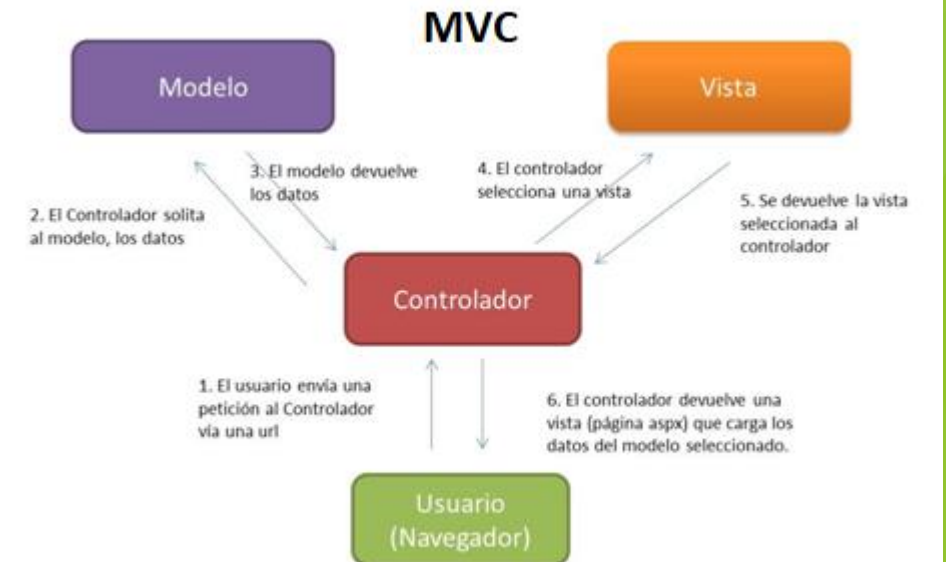 MVC
Modelo
Vista
3. El modelo devuelve
los datos
4. El controlador
selecciona una vista
2. El Controlador solita
al modelo, los datos
5. Se devuelve la vista
seleccionada al
controlador
Controlador
1. El usuario envía una
petición al Controlador
vía una url
6. El controlador devuelve una
vista (página aspx) que carga los
datos del modelo seleccionado.
Usuario
(Navegador)